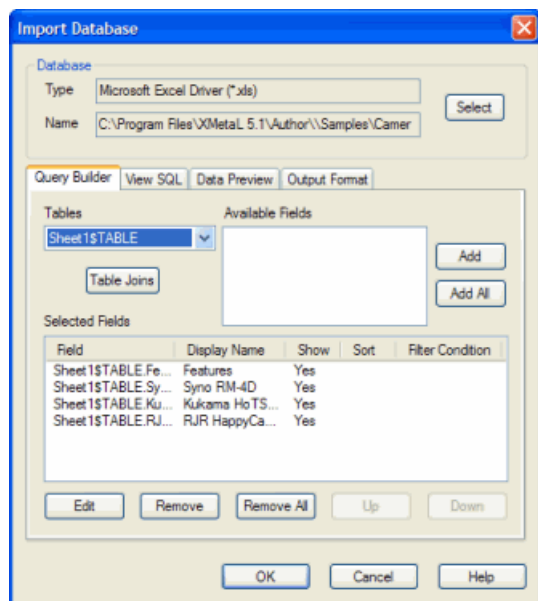 Import Database
Database
Type Microsoft Excel Driver (*.xls)
Select
Name C:\Program Files\XMetaL 5.1\Author\\Samples\Camer
Query Builder View SQL Data Preview Output Format
Tables Available Fields
Sheet1$TABLE
Add
Table Joins
Add All
Selected Fields
Field Display Name Show Sort Filter Condition
Sheet1$TABLE.Fe... Features Yes
Sheet1$TABLE.Sy... Syno RM-4D Yes
Sheet1$TABLE.Ku... Kukama HoTS... Yes
Sheet1$TABLE.RJ... RJR HappyCa... Yes
Edit Remove Remove All Up Down
OK Cancel Help